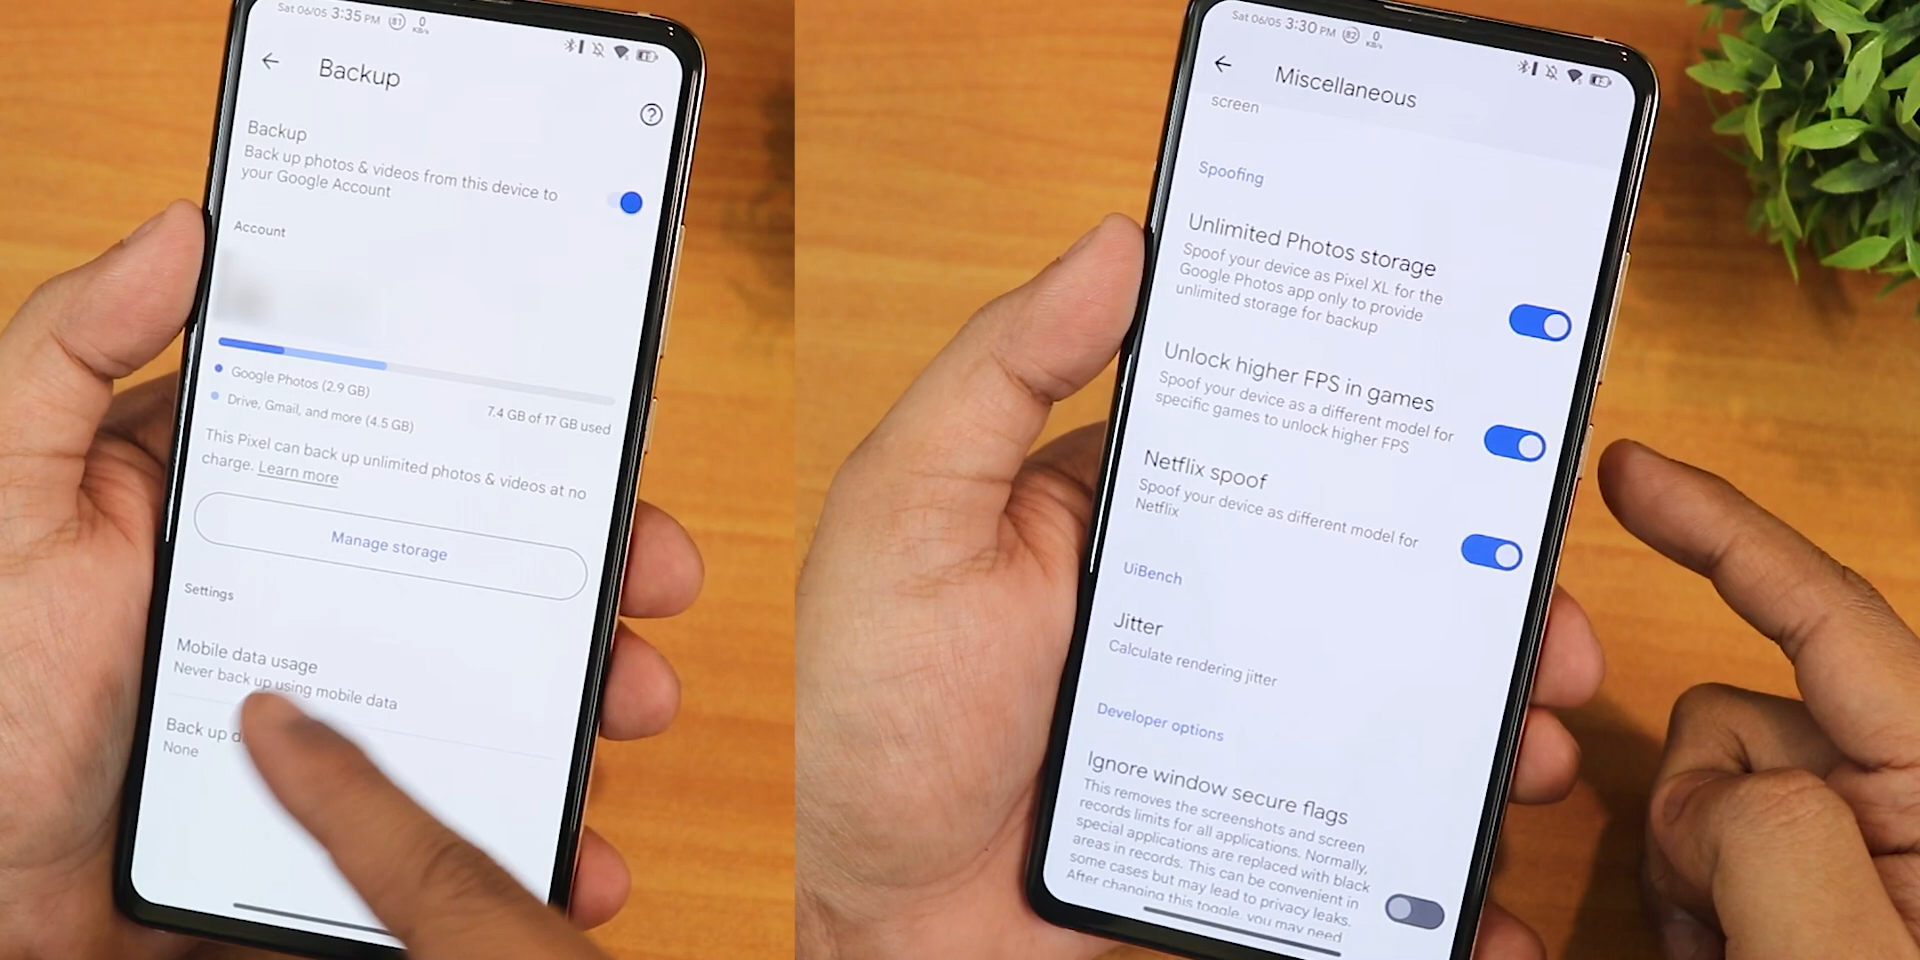 Sat 06/05 3:35 PM 81 0 KB/s
Backup
Backup
Back up photos & videos from this device to
your Google Account
Account
Google Photos (2.9 GB)
Drive, Gmail, and more (4.5 GB)
7.4 GB of 17 GB used
This Pixel can back up unlimited photos & videos at no
charge. Learn more
Manage storage
Settings
Mobile data usage
Never back up using mobile data
Back up
None
Sat 06/05 3:30 PM 82 0 KB/s
Miscellaneous
screen
Spoofing
Unlimited Photos storage
Spoof your device as Pixel XL for the
Google Photos app only to provide
unlimited storage for backup
Unlock higher FPS in games
Spoof your device as a different model for
specific games to unlock higher FPS
Netflix spoof
Spoof your device as different model for
Netflix
UiBench
Jitter
Calculate rendering jitter
Developer options
Ignore window secure flags
This removes the screenshots and screen
records limits for all applications. Normally,
special applications are replaced with black
areas in records. This can be convenient in
some cases but may lead to privacy leaks.
After changing this toggle, you may need